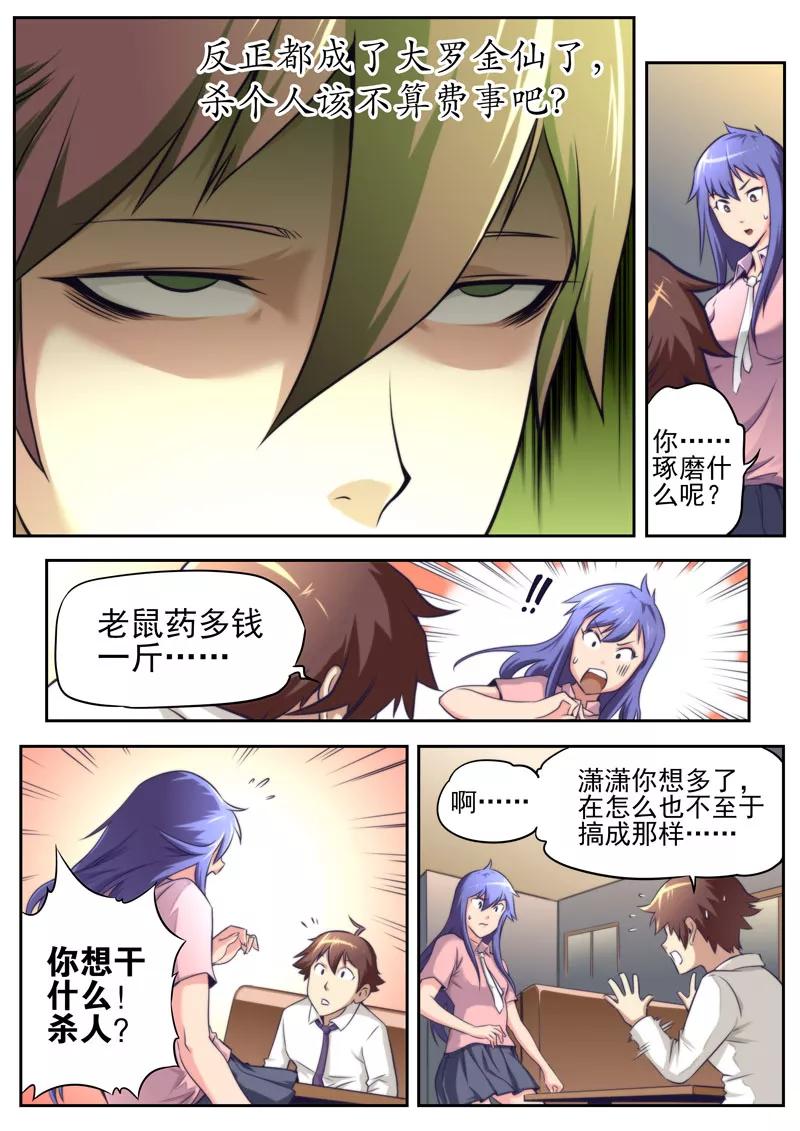 反正都成了大罗金仙了，
杀个人该不算费事吧？
你……
琢磨什
么呢？
老鼠药多钱
一斤……
!!
你想干
什么！
杀人？
啊……
潇潇你想多了，
在怎么也不至于
搞成那样……